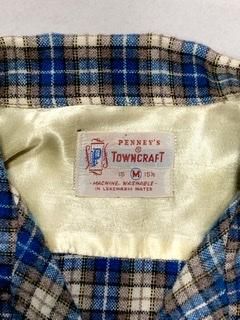 PENNEY'S
P TOWNCRAFT
15 M 15½
- MACHINE WASHABLE -
IN LUKEWARM WATER